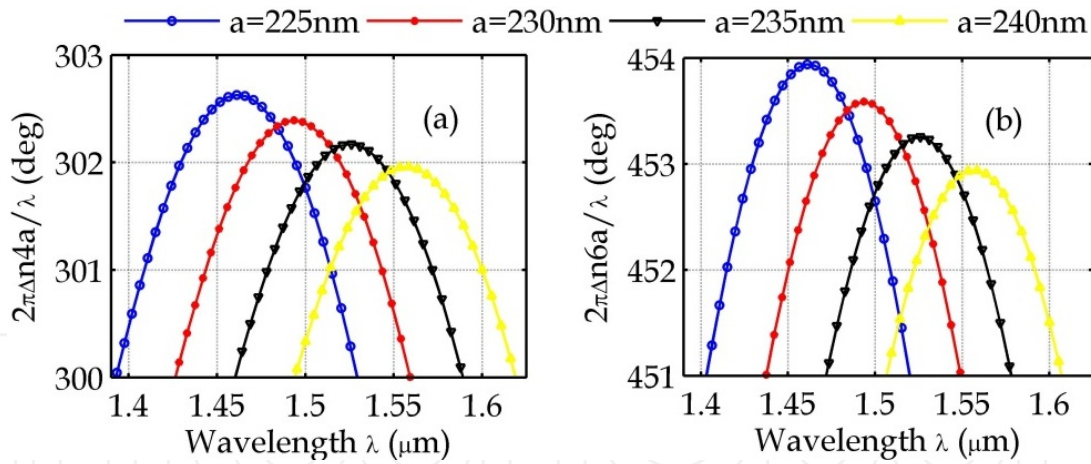 a=225nm a=230nm a=235nm a=240nm
303
302
301
300
2πΔn4a/λ (deg)
(a)
1.4 1.45 1.5 1.55 1.6
Wavelength λ (μm)
454
453
452
451
2πΔn6a/λ (deg)
(b)
1.4 1.45 1.5 1.55 1.6
Wavelength λ (μm)